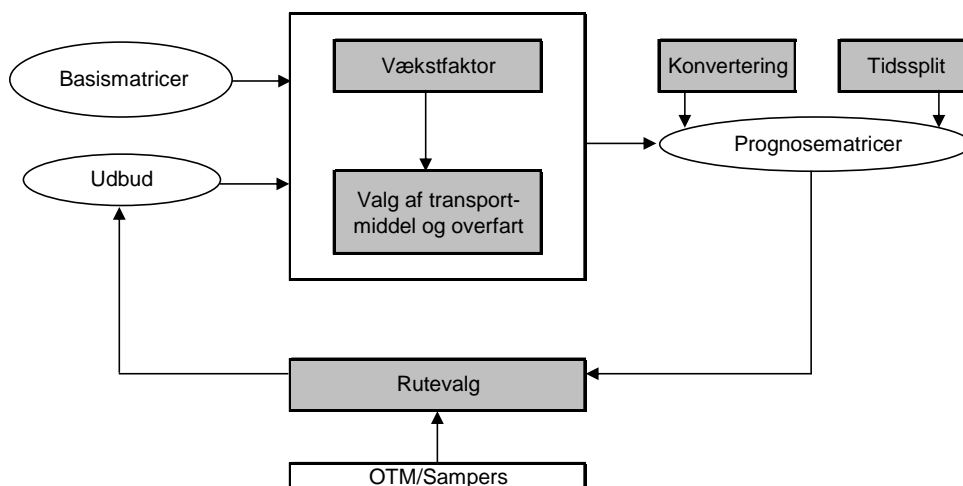 Basismatricer
Vækstfaktor
Konvertering
Tidssplit
Prognosematricer
Udbud
Valg af transport-
middel og overfart
Rutevalg
OTM/Sampers